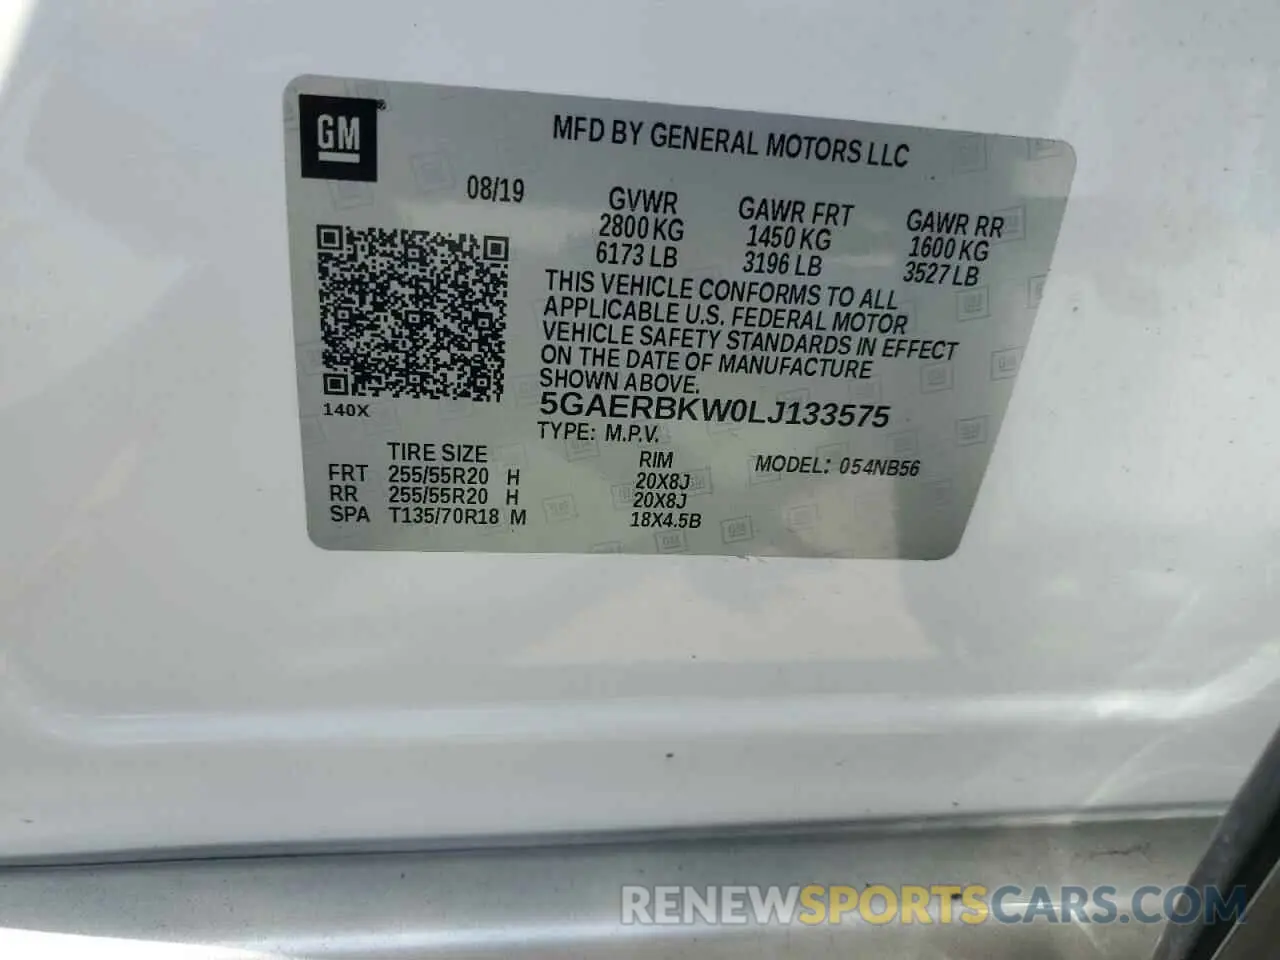 GM
MFD BY GENERAL MOTORS LLC
08/19
GVWR
2800 KG
6173 LB
GAWR FRT
1450 KG
3196 LB
GAWR RR
1600 KG
3527 LB
THIS VEHICLE CONFORMS TO ALL
APPLICABLE U.S. FEDERAL MOTOR
VEHICLE SAFETY STANDARDS IN EFFECT
ON THE DATE OF MANUFACTURE
SHOWN ABOVE.
140X
5GAERBKW0LJ133575
TYPE: M.P.V.
MODEL: 054NB56
TIRE SIZE RIM
FRT 255/55R20 H 20X8J
RR 255/55R20 H 20X8J
SPA T135/70R18 M 18X4.5B
RENEWSPORTSCARS.COM